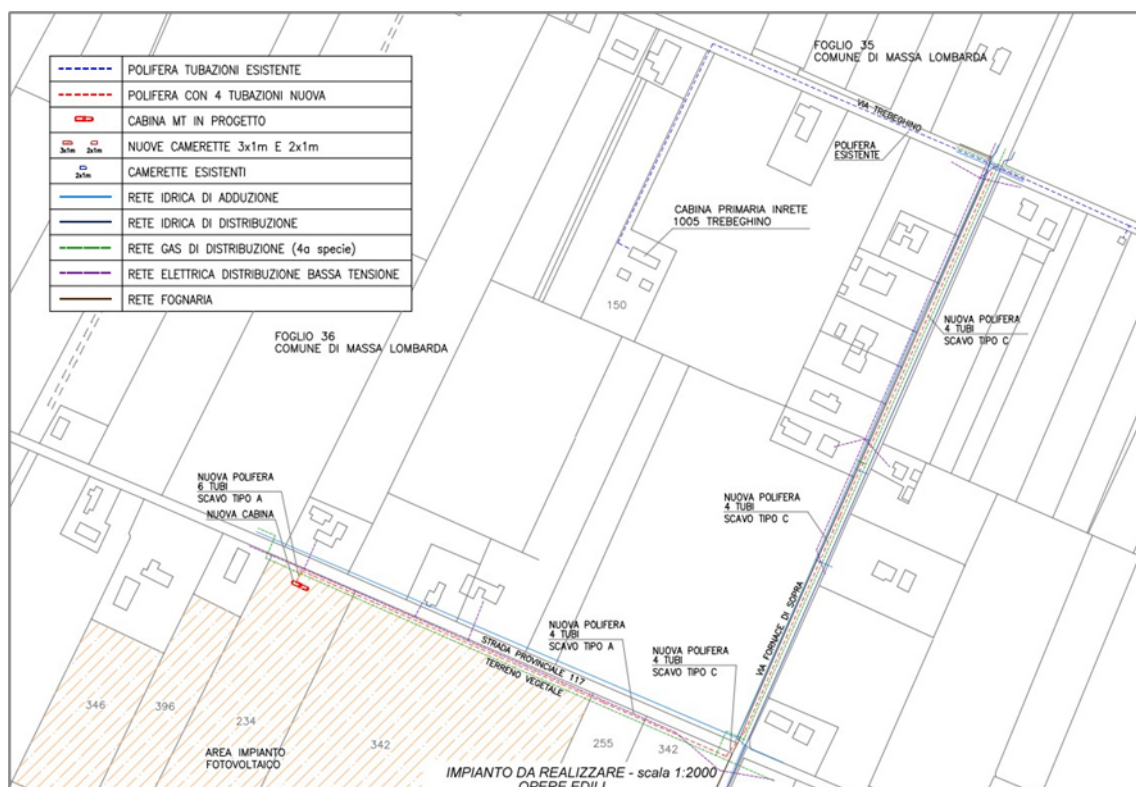 POLIFERA TUBAZIONI ESISTENTE
POLIFERA CON 4 TUBAZIONI NUOVA
CABINA MT IN PROGETTO
3x1m 2x1m
NUOVE CAMERETTE 3x1m E 2x1m
2x1m
CAMERETTE ESISTENTI
RETE IDRICA DI ADDUZIONE
RETE IDRICA DI DISTRIBUZIONE
RETE GAS DI DISTRIBUZIONE (4a specie)
RETE ELETTRICA DISTRIBUZIONE BASSA TENSIONE
RETE FOGNARIA
FOGLIO 35
COMUNE DI MASSA LOMBARDA
VIA TREBEGHINO
POLIFERA
ESISTENTE
CABINA PRIMARIA INRETE
1005 TREBEGHINO
150
NUOVA POLIFERA
4 TUBI
SCAVO TIPO C
FOGLIO 36
COMUNE DI MASSA LOMBARDA
NUOVA POLIFERA
6 TUBI
SCAVO TIPO A
NUOVA CABINA
NUOVA POLIFERA
4 TUBI
SCAVO TIPO C
VIA FORNACE DI SOPRA
NUOVA POLIFERA
4 TUBI
SCAVO TIPO A
NUOVA POLIFERA
4 TUBI
SCAVO TIPO C
STRADA PROVINCIALE 117
TERRENO VEGETALE
346
396
234
342
255
342
AREA IMPIANTO
FOTOVOLTAICO
IMPIANTO DA REALIZZARE - scala 1:2000
OPERE EDILI